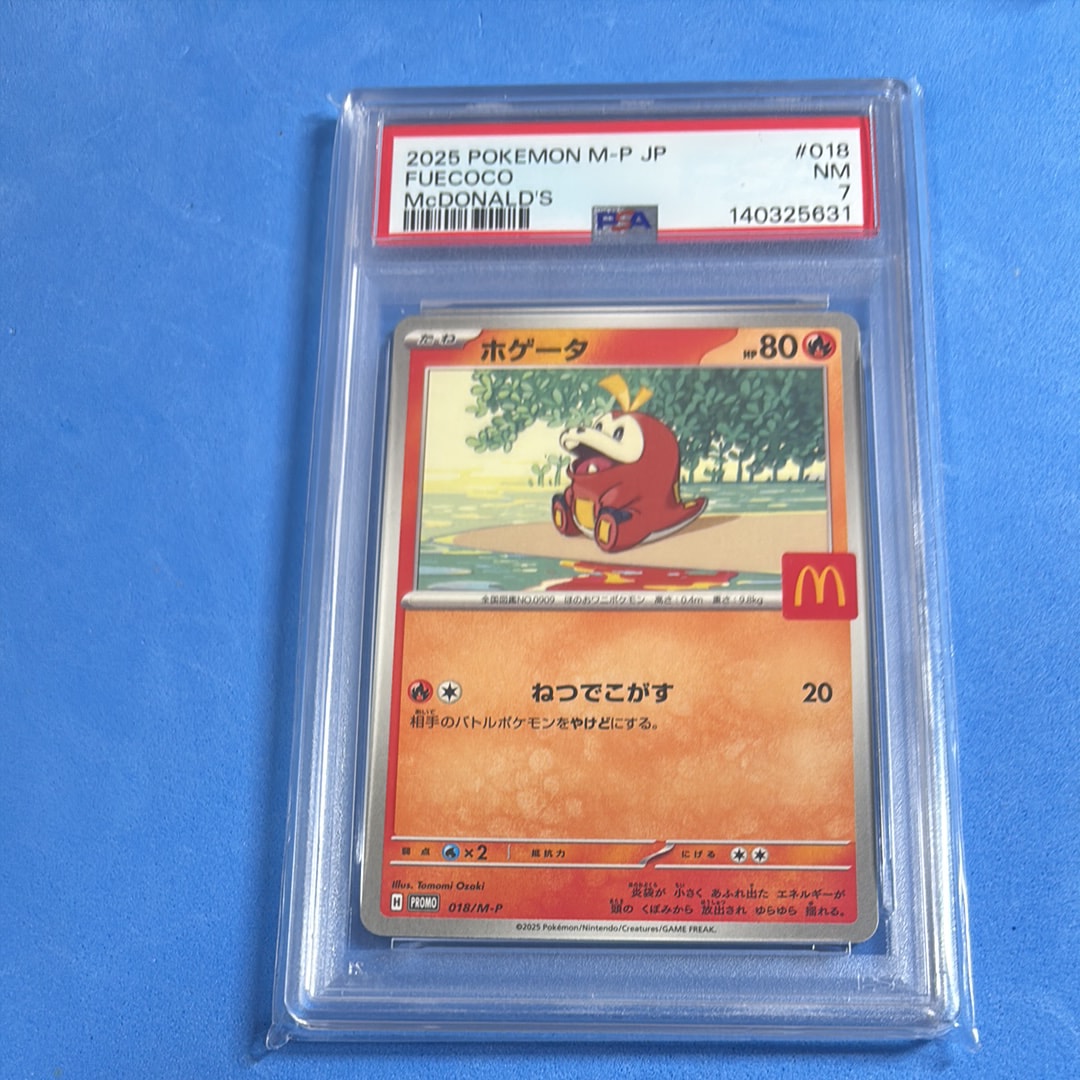 2025 POKEMON M-P JP #018
FUECOCO NM
McDONALD'S 7
PSA 140325631
たね ホゲータ HP80
全国図鑑NO.0909 ほのおワニポケモン 高さ:0.4m 重さ:9.8kg
ねつでこがす 20
相手のバトルポケモンをやけどにする。
弱点 ×2 抵抗力 にげる
Illus. Tomomi Ozaki
炎袋が 小さく あふれ出た エネルギーが
H PROMO 018/M-P
頭の くぼみから 放出され ゆらゆら 揺れる。
©2025 Pokémon/Nintendo/Creatures/GAME FREAK.